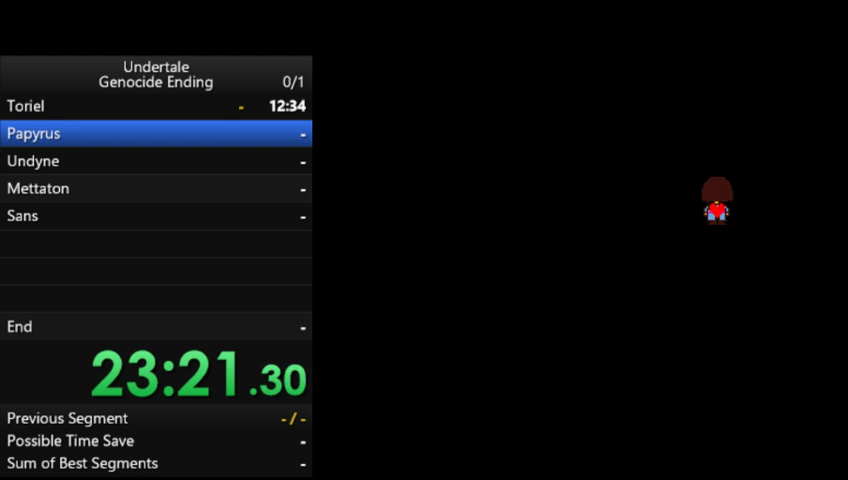 Undertale
Genocide Ending 0/1
Toriel - 12:34
Papyrus -
Undyne -
Mettaton -
Sans -
End -
23:21.30
Previous Segment - / -
Possible Time Save -
Sum of Best Segments -